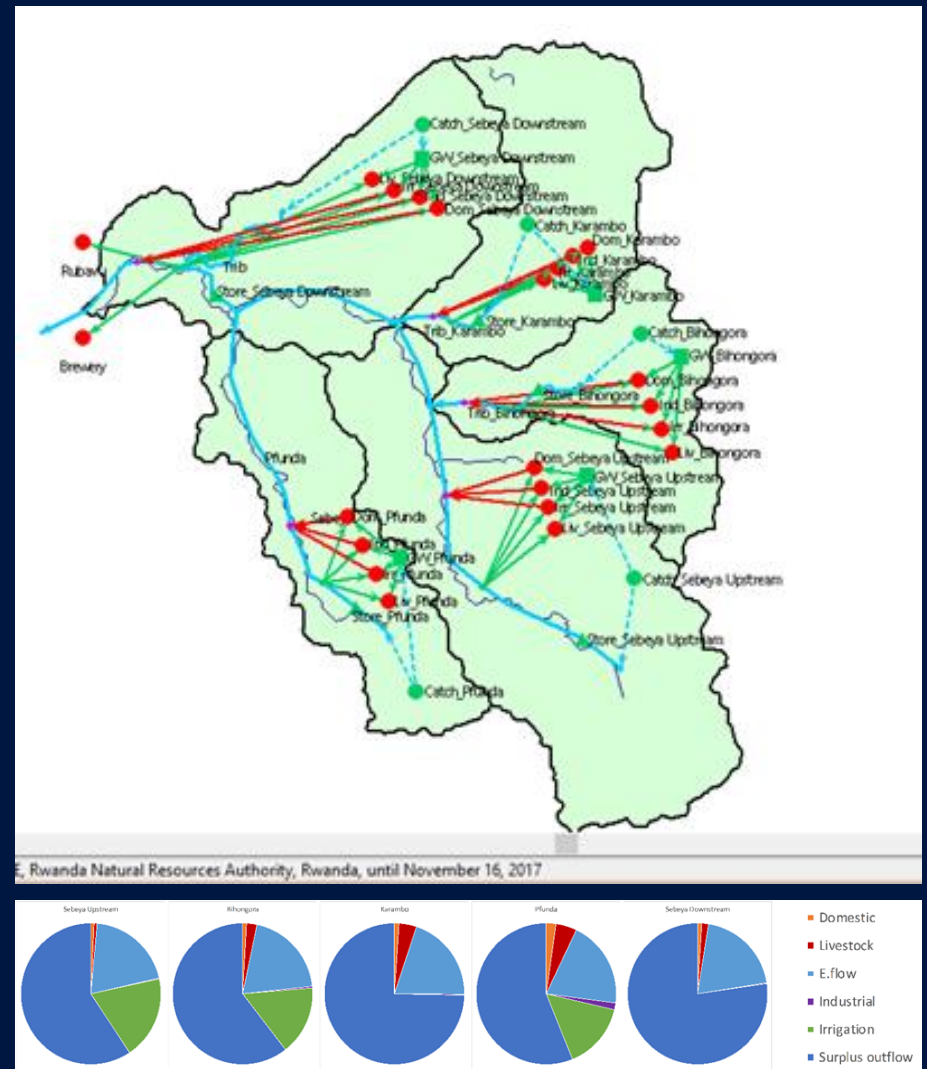 Catch_Sebeya Downstream
GW_Sebeya Downstream
Dom_Sebeya Downstream
Catch_Karambo
Dom_Karambo
GW_Karambo
Rubavu
Trib
Store_Sebeya Downstream
Store_Karambo
Trib_Karambo
Catch_Bihongora
GW_Bihongora
Brewery
Dom_Bihongora
Store_Bihongora
Ind_Bihongora
Trib_Bihongora
Irr_Bihongora
Liv_Bihongora
Dom_Sebeya Upstream
Pfunda
GW_Sebeya Upstream
Ind_Sebeya Upstream
Irr_Sebeya Upstream
Dom_Pfunda
Liv_Sebeya Upstream
Ind_Pfunda
GW_Pfunda
Irr_Pfunda
Catch_Sebeya Upstream
Liv_Pfunda
Store_Pfunda
Store_Sebeya Upstream
Catch_Pfunda
E, Rwanda Natural Resources Authority, Rwanda, until November 16, 2017
Sebeya Upstream
Karambo
Pfunda
Sebeya Downstream
Domestic
Livestock
E.flow
Industrial
Irrigation
Surplus outflow